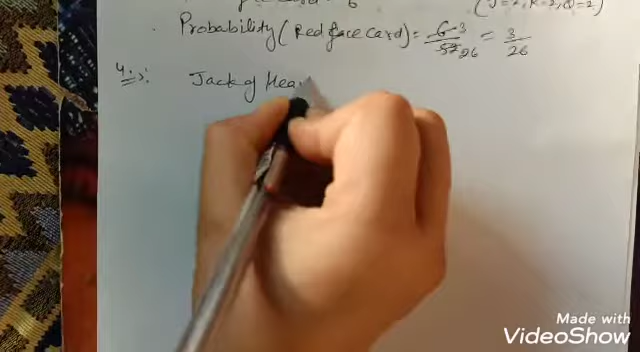 (J=2, K=2, Q=2)
Probability (Red face Card) = 6 3 / 52 26 = 3/26
4. ⇒: Jack of Hea
Made with
VideoShow